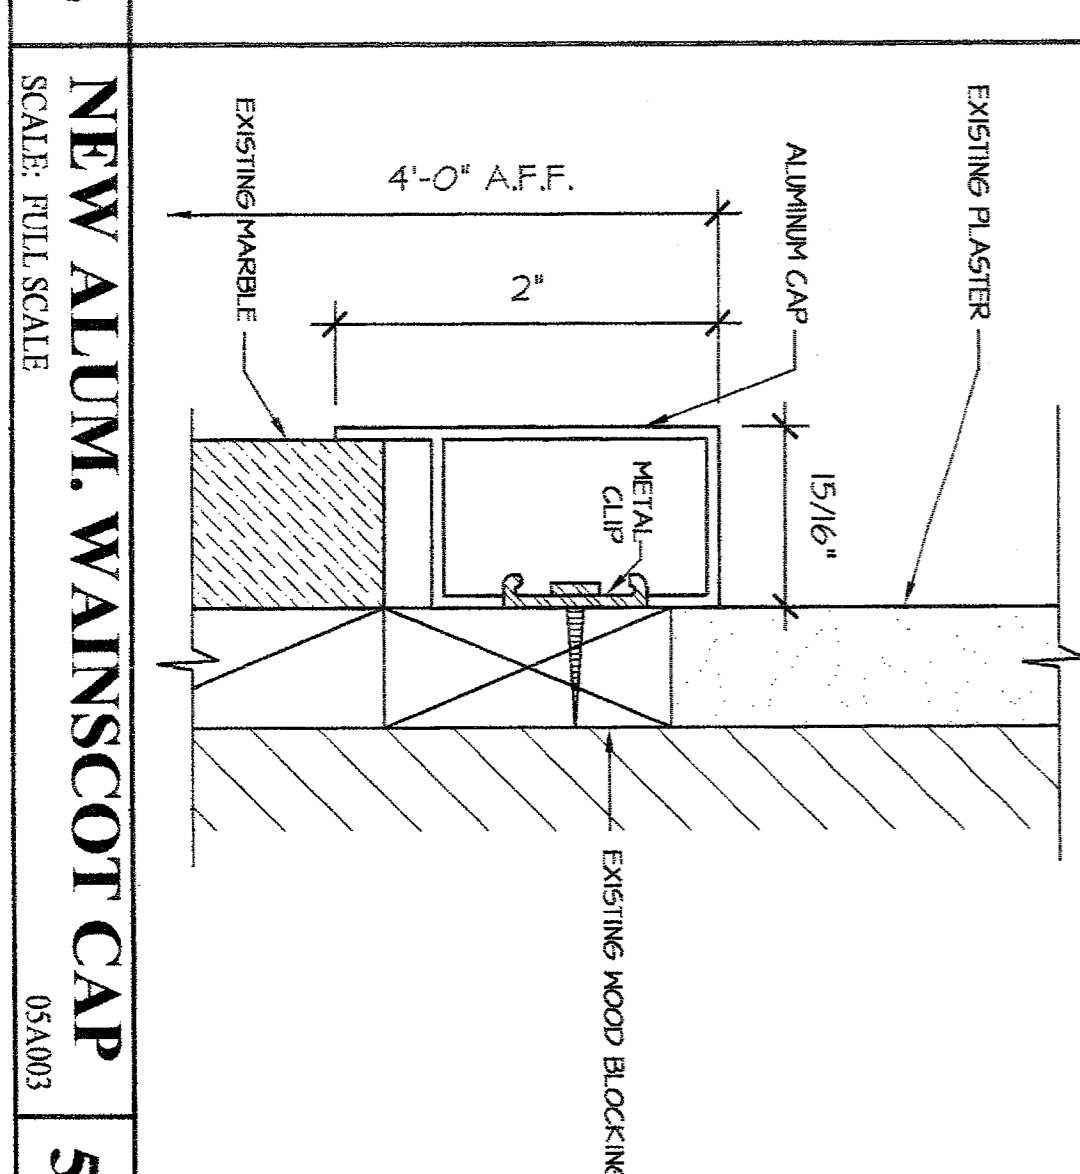 EXISTING PLASTER
ALUMINUM CAP
15/16"
4'-0" A.F.F.
2"
METAL
CLIP
EXISTING MARBLE
EXISTING WOOD BLOCKING
NEW ALUM. WAINSCOT CAP
SCALE: FULL SCALE
05A003
5